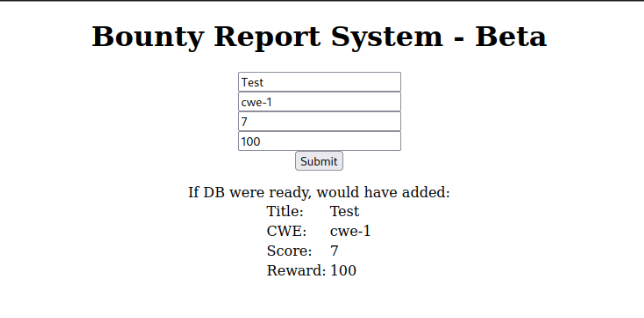 Bounty Report System - Beta
Test
cwe-1
7
100
Submit
If DB were ready, would have added:
Title: Test
CWE: cwe-1
Score: 7
Reward: 100